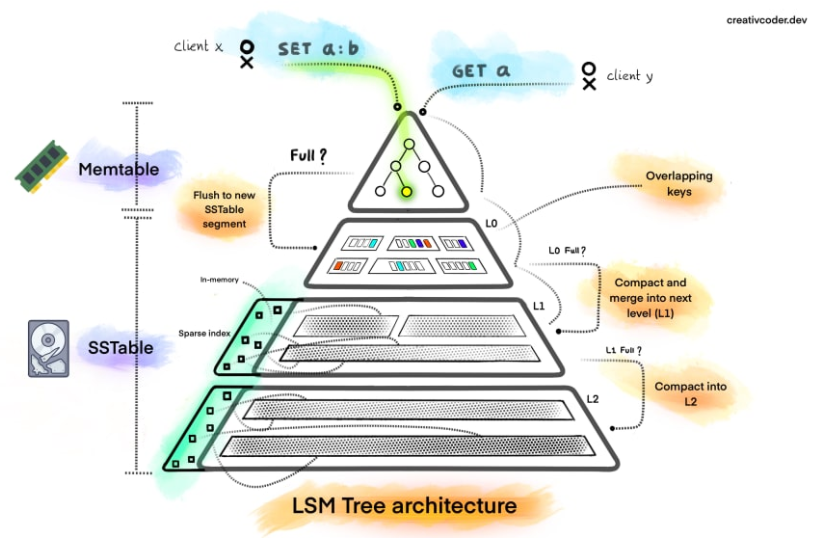 creativcoder.dev
client x
SET a:b
GET a
client y
Full?
Memtable
Flush to new
SSTable
segment
Overlapping
keys
L0
L0 Full?
In-memory
Compact and
merge into next
level (L1)
L1
Sparse index
SSTable
L1 Full?
Compact into
L2
L2
LSM Tree architecture